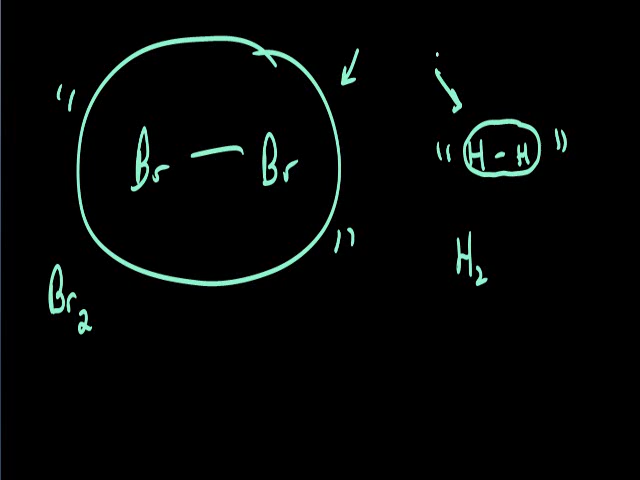 " Br — Br "
" H - H "
Br₂
H₂